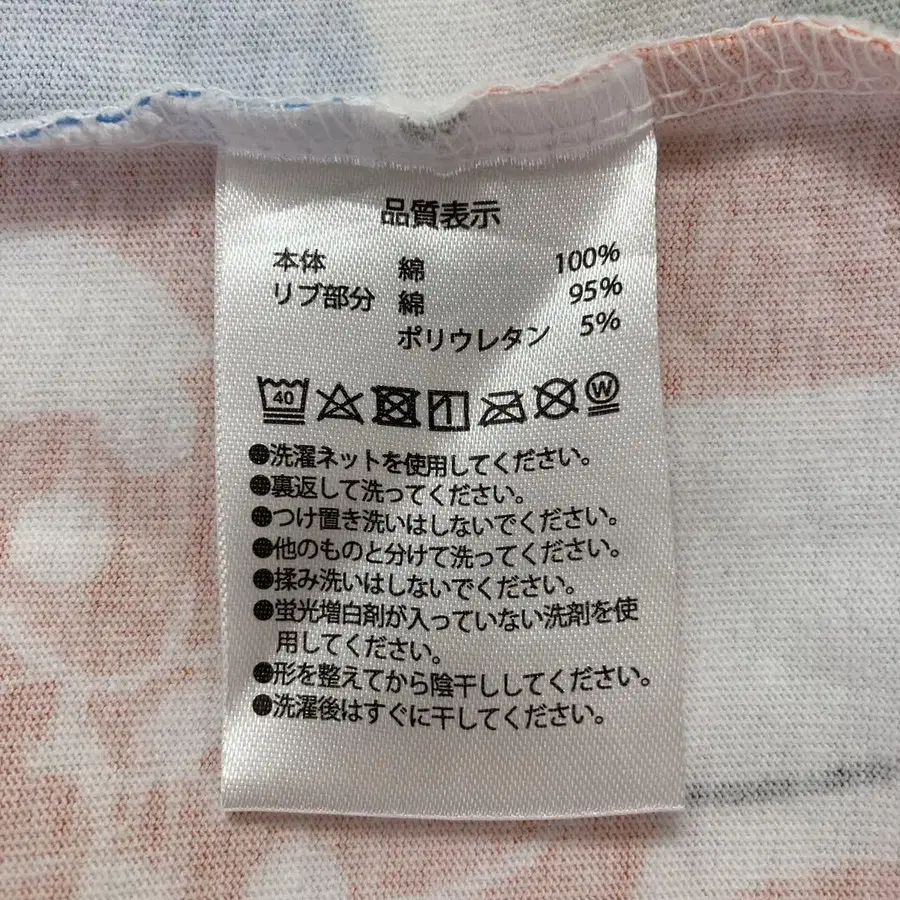 品質表示
本体 綿 100%
リブ部分 綿 95%
ポリウレタン 5%
40 W
●洗濯ネットを使用してください。
●裏返して洗ってください。
●つけ置き洗いはしないでください。
●他のものと分けて洗ってください。
●揉み洗いはしないでください。
●蛍光増白剤が入っていない洗剤を使
用してください。
●形を整えてから陰干ししてください。
●洗濯後はすぐに干してください。